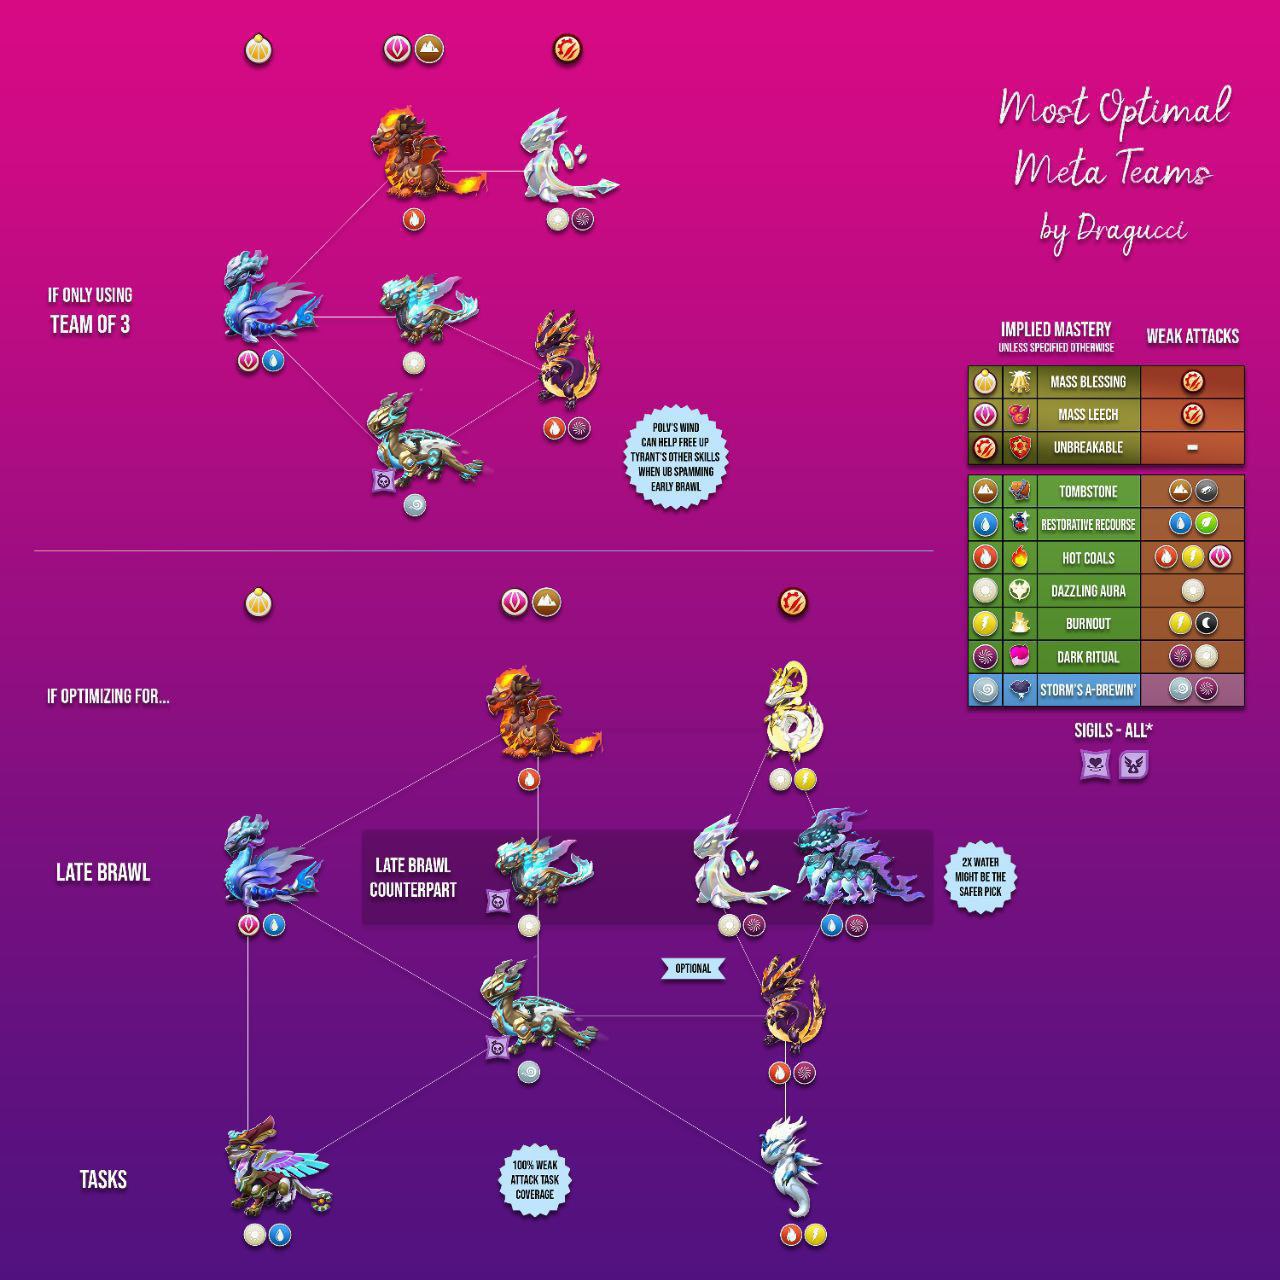 Most Optimal
Meta Teams
by Dragucci
IF ONLY USING
TEAM OF 3
POLV'S WIND
CAN HELP FREE UP
TYRANT'S OTHER SKILLS
WHEN UB SPAMMING
EARLY BRAWL
IMPLIED MASTERY
UNLESS SPECIFIED OTHERWISE
WEAK ATTACKS
MASS BLESSING
MASS LEECH
UNBREAKABLE
-
TOMBSTONE
RESTORATIVE RECOURSE
HOT COALS
DAZZLING AURA
BURNOUT
DARK RITUAL
STORM'S A-BREWIN'
SIGILS - ALL*
IF OPTIMIZING FOR...
LATE BRAWL
LATE BRAWL
COUNTERPART
2X WATER
MIGHT BE THE
SAFER PICK
OPTIONAL
TASKS
100% WEAK
ATTACK TASK
COVERAGE